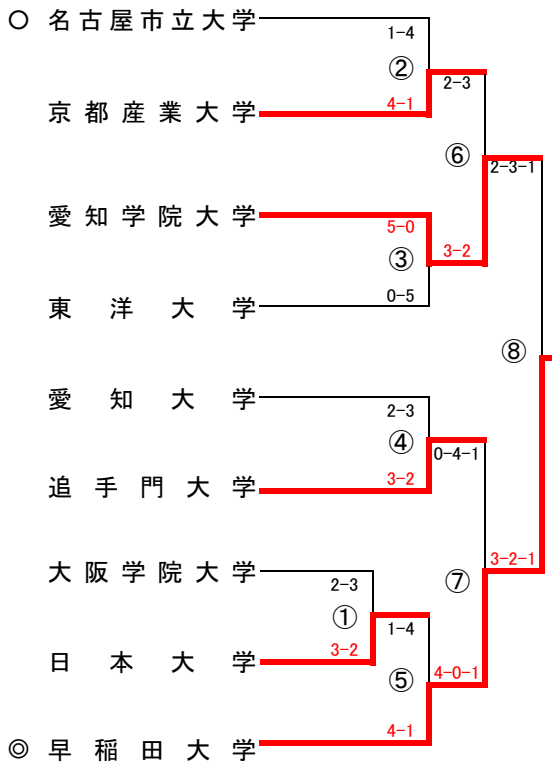 ○ 名古屋市立大学
1-4
②
2-3
京都産業大学
4-1
⑥
2-3-1
愛知学院大学
5-0
③
3-2
東洋大学
0-5
⑧
愛知大学
2-3
④
0-4-1
追手門大学
3-2
3-2-1
大阪学院大学
2-3
⑦
①
1-4
日本大学
3-2
⑤
4-0-1
◎ 早稲田大学
4-1